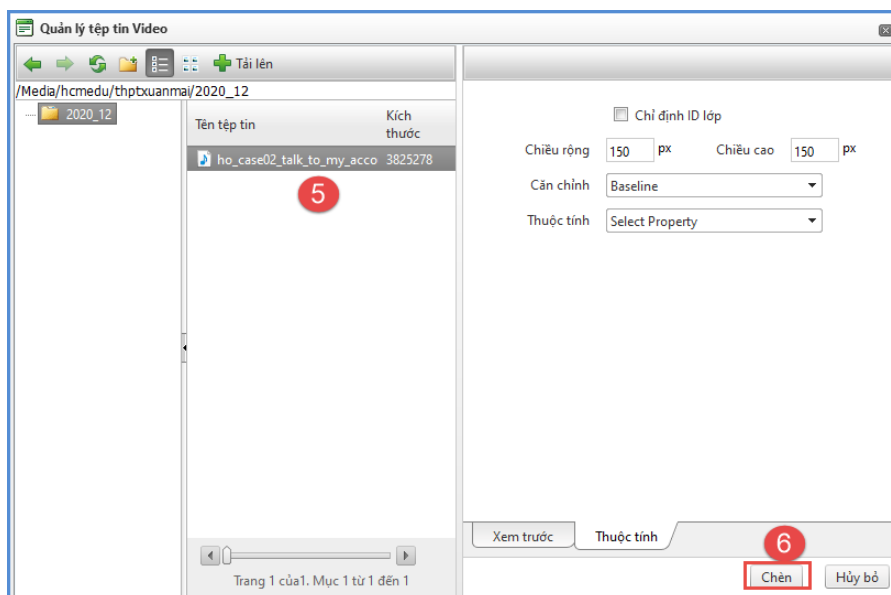 Quản lý tệp tin Video
Tải lên
/Media/hcmedu/thptxuanmai/2020_12
2020_12
Tên tệp tin
Kích thước
ho_case02_talk_to_my_acco 3825278
5
Trang 1 của1. Mục 1 từ 1 đến 1
Chỉ định ID lớp
Chiều rộng 150 px Chiều cao 150 px
Căn chỉnh Baseline
Thuộc tính Select Property
Xem trước Thuộc tính
6
Chèn Hủy bỏ